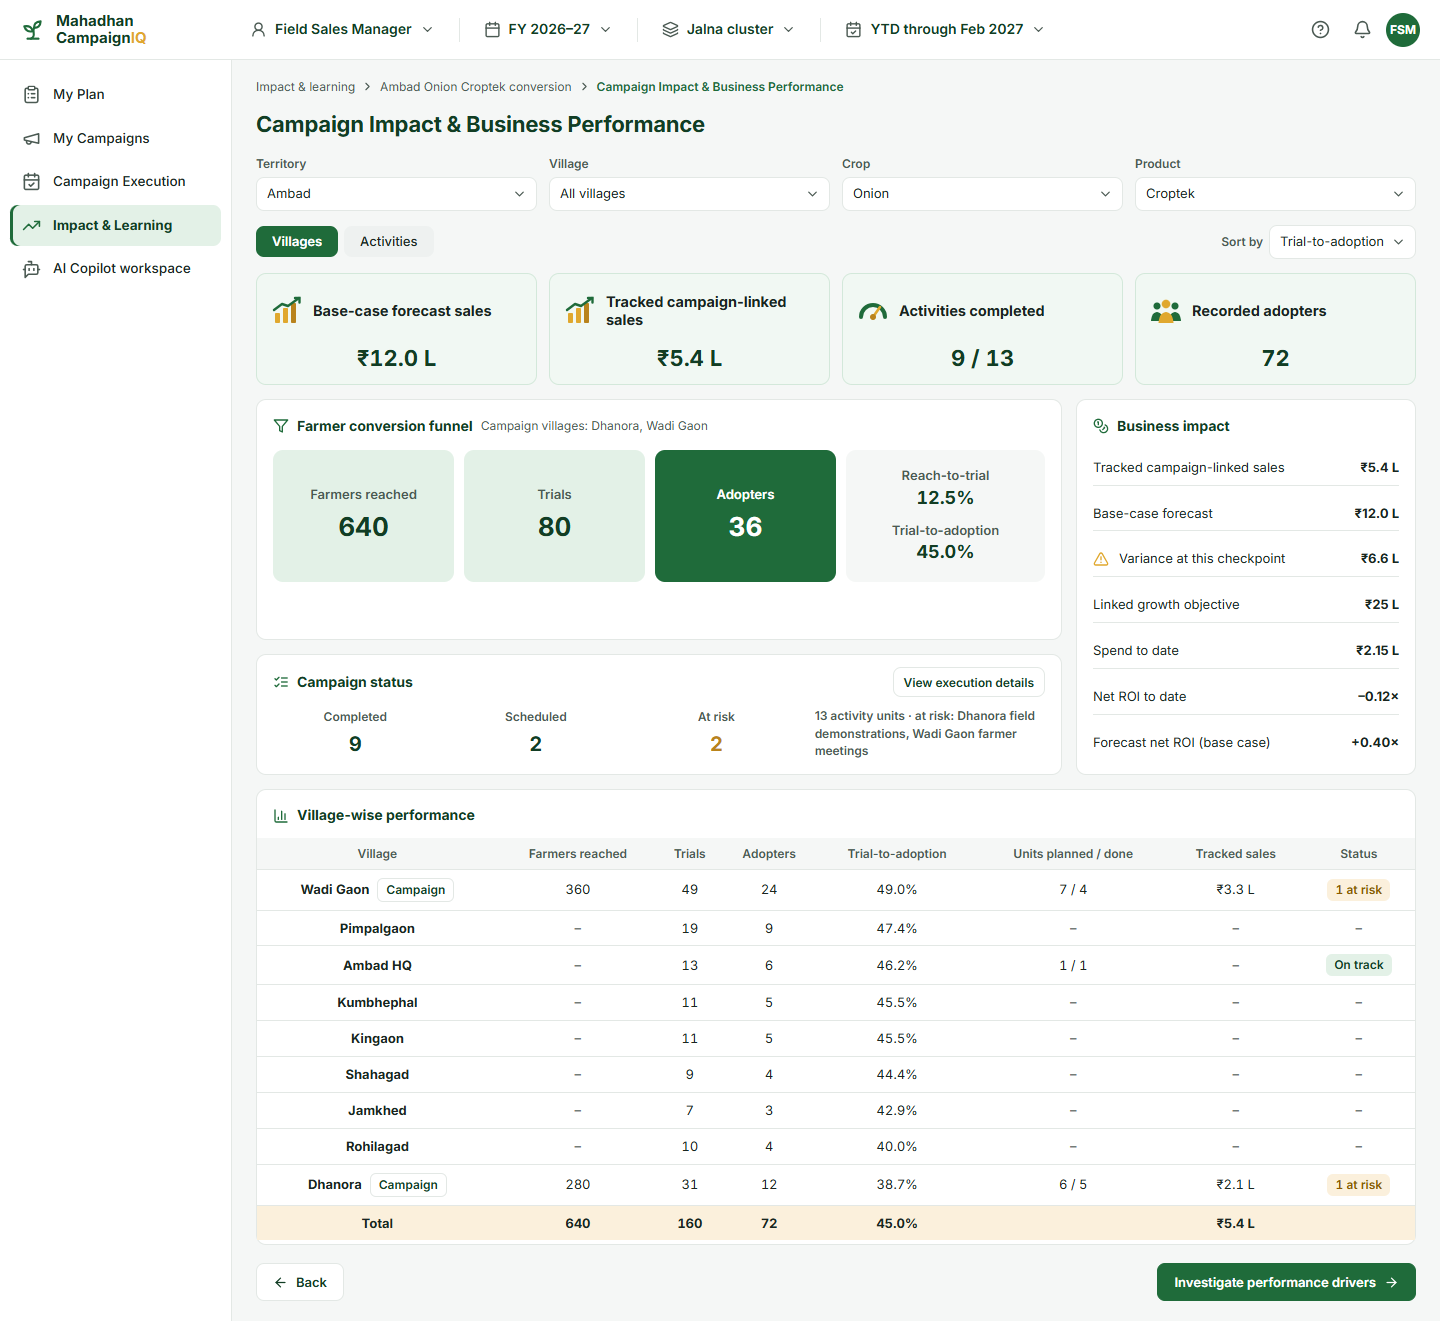 Mahadhan
CampaignIQ
Field Sales Manager
FY 2026–27
Jalna cluster
YTD through Feb 2027
FSM
My Plan
My Campaigns
Campaign Execution
Impact & Learning
AI Copilot workspace
Impact & learning > Ambad Onion Croptek conversion > Campaign Impact & Business Performance
Campaign Impact & Business Performance
Territory
Village
Crop
Product
Ambad
All villages
Onion
Croptek
Villages
Activities
Sort by
Trial-to-adoption
Base-case forecast sales
₹12.0 L
Tracked campaign-linked
sales
₹5.4 L
Activities completed
9 / 13
Recorded adopters
72
Farmer conversion funnel
Campaign villages: Dhanora, Wadi Gaon
Farmers reached
640
Trials
80
Adopters
36
Reach-to-trial
12.5%
Trial-to-adoption
45.0%
Business impact
Tracked campaign-linked sales ₹5.4 L
Base-case forecast ₹12.0 L
Variance at this checkpoint ₹6.6 L
Linked growth objective ₹25 L
Spend to date ₹2.15 L
Net ROI to date −0.12×
Forecast net ROI (base case) +0.40×
Campaign status
View execution details
Completed
9
Scheduled
2
At risk
2
13 activity units · at risk: Dhanora field
demonstrations, Wadi Gaon farmer
meetings
Village-wise performance
Village Farmers reached Trials Adopters Trial-to-adoption Units planned / done Tracked sales Status
Wadi Gaon Campaign 360 49 24 49.0% 7 / 4 ₹3.3 L 1 at risk
Pimpalgaon – 19 9 47.4% – – –
Ambad HQ – 13 6 46.2% 1 / 1 – On track
Kumbhephal – 11 5 45.5% – – –
Kingaon – 11 5 45.5% – – –
Shahagad – 9 4 44.4% – – –
Jamkhed – 7 3 42.9% – – –
Rohilagad – 10 4 40.0% – – –
Dhanora Campaign 280 31 12 38.7% 6 / 5 ₹2.1 L 1 at risk
Total 640 160 72 45.0% ₹5.4 L
Back
Investigate performance drivers